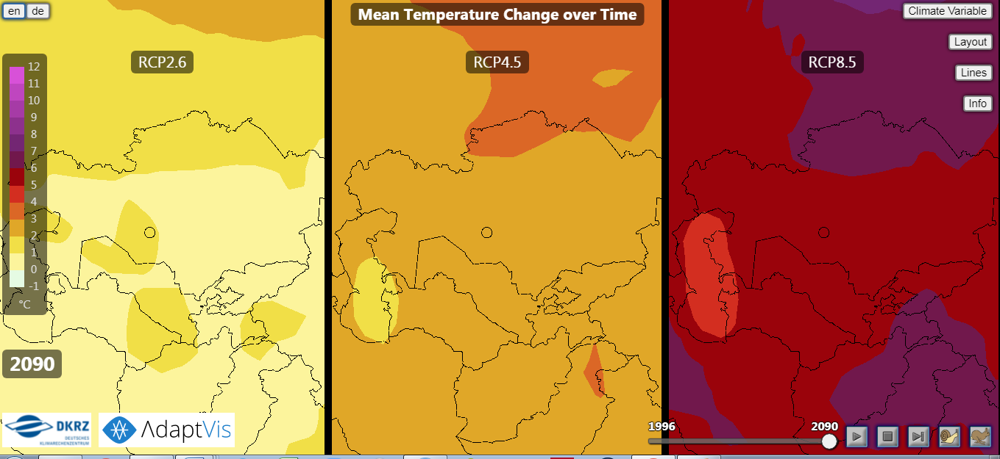 en de
Mean Temperature Change over Time
Climate Variable
Layout
Lines
Info
RCP2.6
RCP4.5
RCP8.5
12
11
10
9
8
7
6
5
4
3
2
1
0
-1
°C
2090
DKRZ
DEUTSCHES
KLIMARECHENZENTRUM
AdaptVis
1996
2090